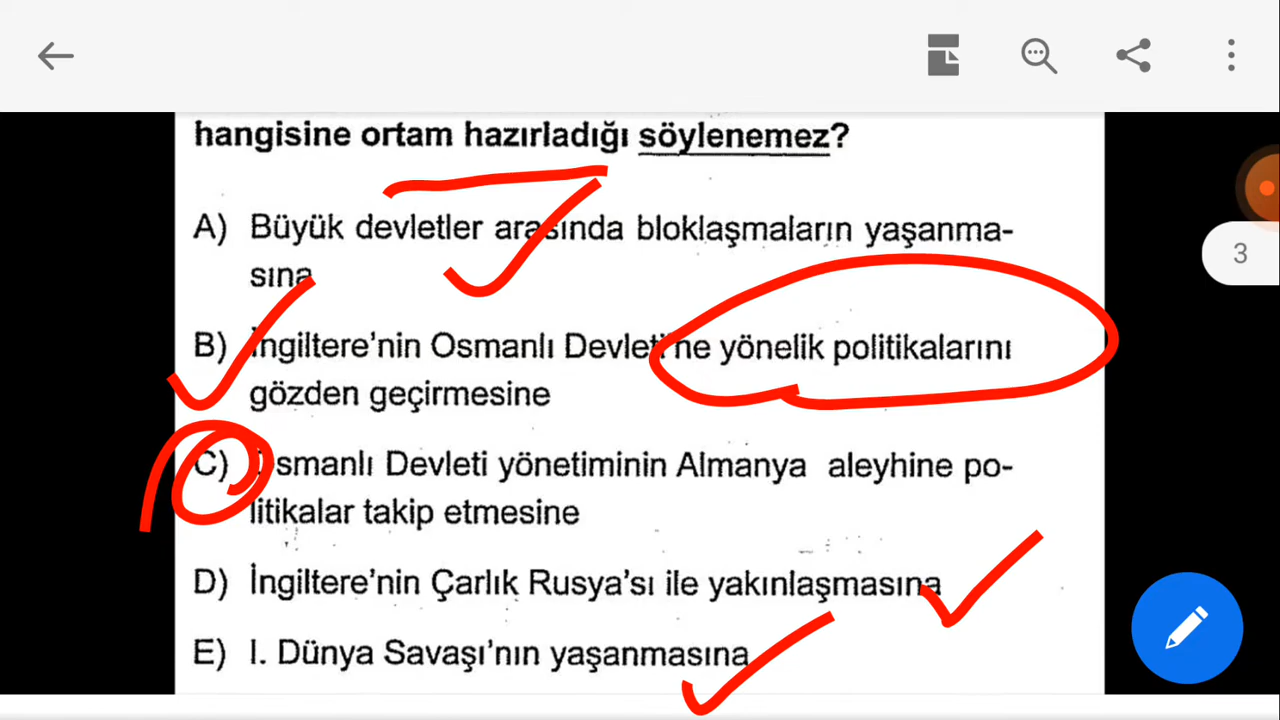 hangisine ortam hazırladığı söylenemez?
A) Büyük devletler arasında bloklaşmaların yaşanma-
sına
3
B) İngiltere'nin Osmanlı Devleti'ne yönelik politikalarını
gözden geçirmesine
C) Osmanlı Devleti yönetiminin Almanya aleyhine po-
litikalar takip etmesine
D) İngiltere'nin Çarlık Rusya'sı ile yakınlaşmasına
E) I. Dünya Savaşı'nın yaşanmasına